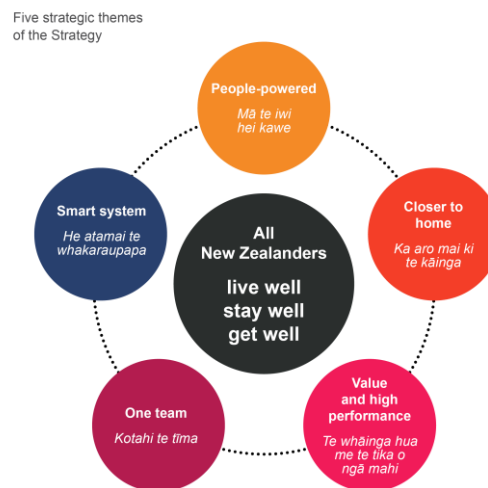 Five strategic themes
of the Strategy
People-powered
Mā te iwi
hei kawe
Closer to
home
Ka aro mai ki
te kāinga
Value
and high
performance
Te whāinga hua
me te tika o
ngā mahi
One team
Kotahi te tīma
Smart system
He atamai te
whakaraupapa
All
New Zealanders
live well
stay well
get well